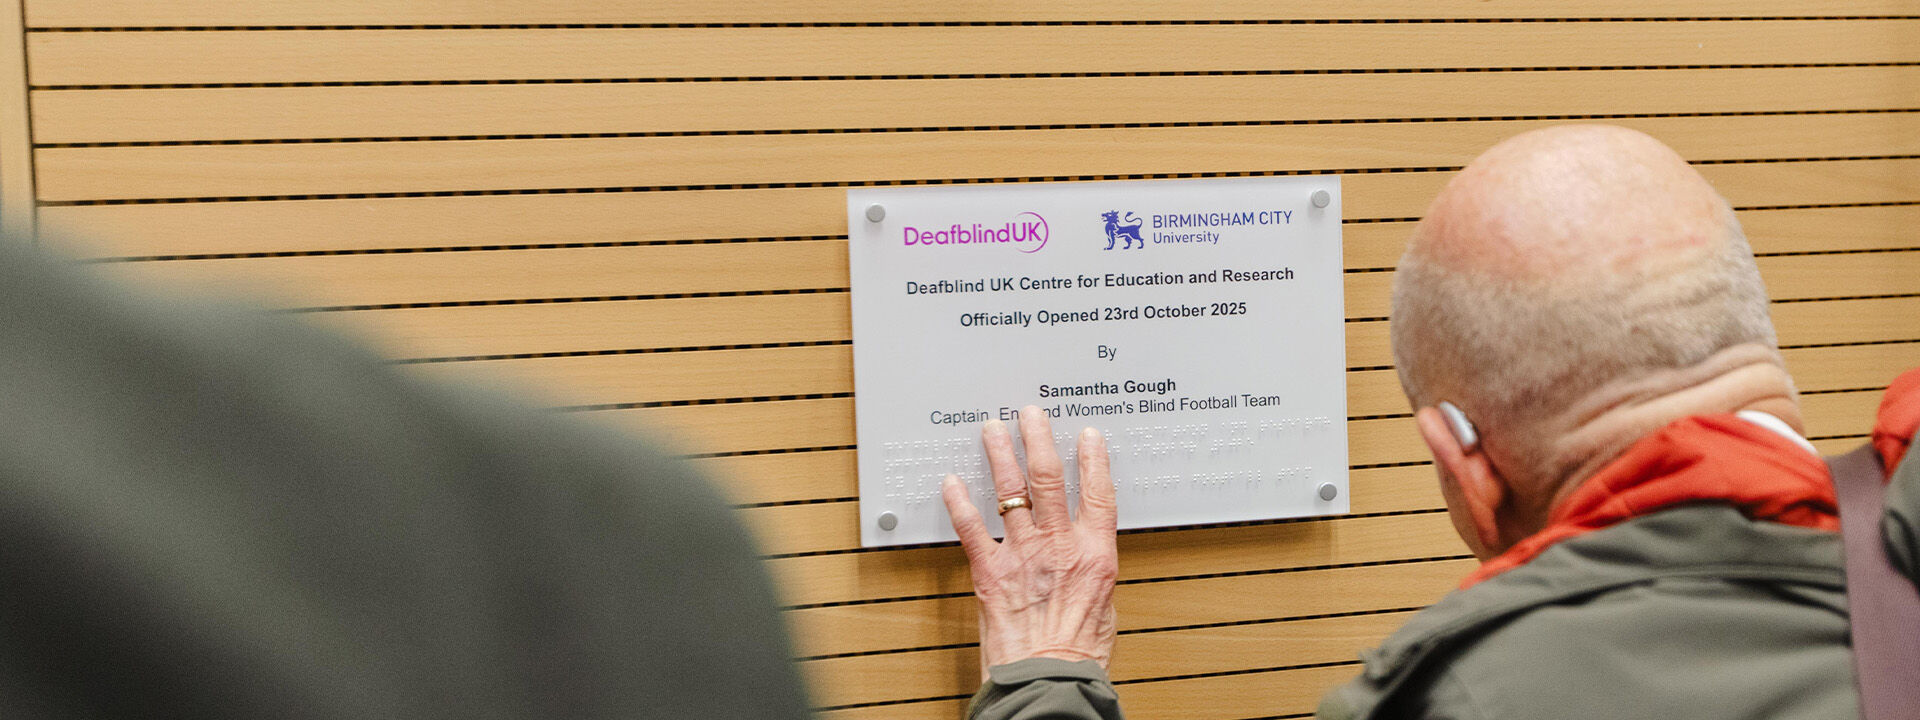 DeafblindUK
BIRMINGHAM CITY
University
Deafblind UK Centre for Education and Research
Officially Opened 23rd October 2025
By
Samantha Gough
Captain, England Women's Blind Football Team